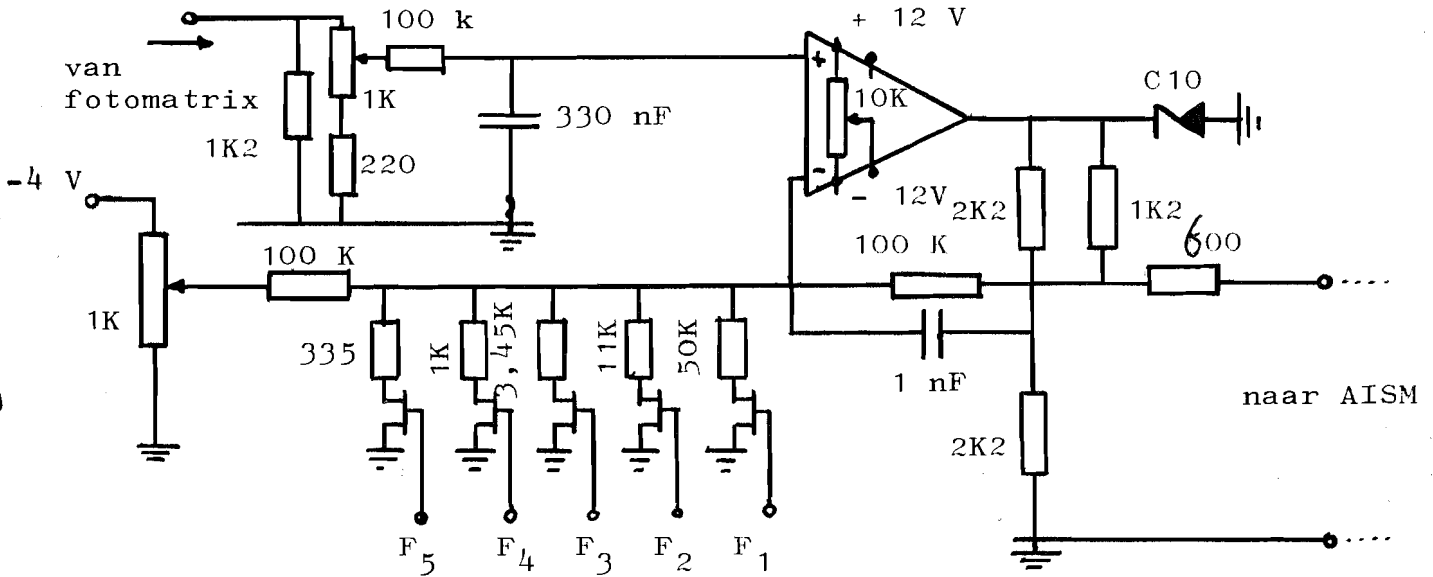 100 k
+ 12 V
van
fotomatrix
1K
10K
C10
330 nF
1K2
220
+
-
-4 V
- 12V
2K2
1K2
100 K
100 K
600
1K
335
1K
3,45K
11K
50K
1 nF
naar AISM
2K2
F5
F4
F3
F2
F1